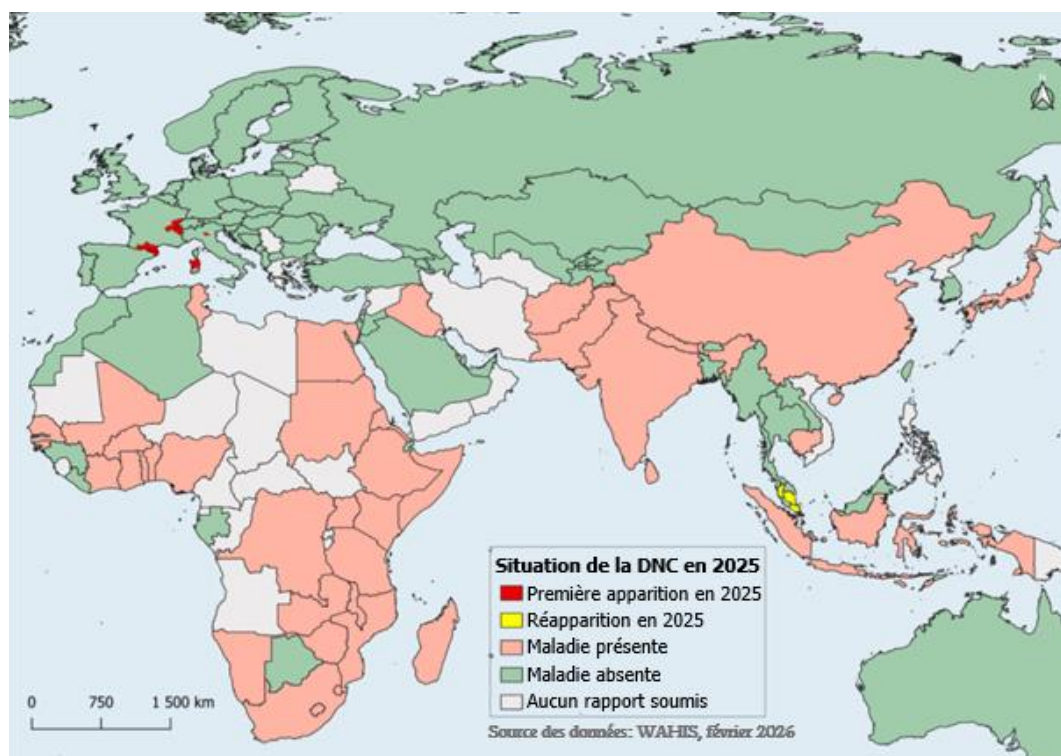 N
Situation de la DNC en 2025
Première apparition en 2025
Réapparition en 2025
Maladie présente
Maladie absente
Aucun rapport soumis
0 750 1 500 km
Source des données: WAHIS, février 2026